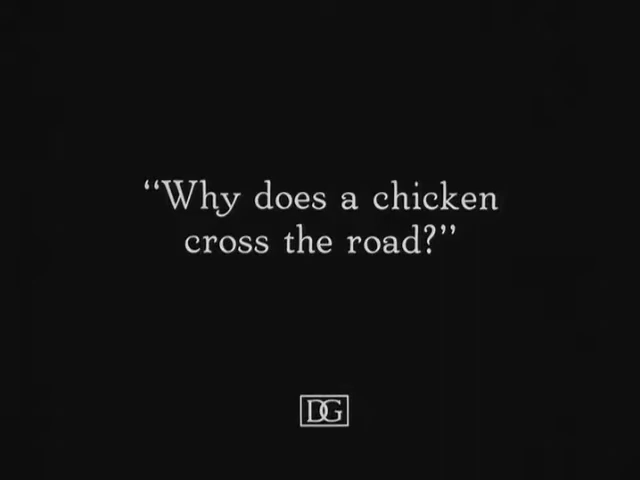 “Why does a chicken
cross the road?”
DG